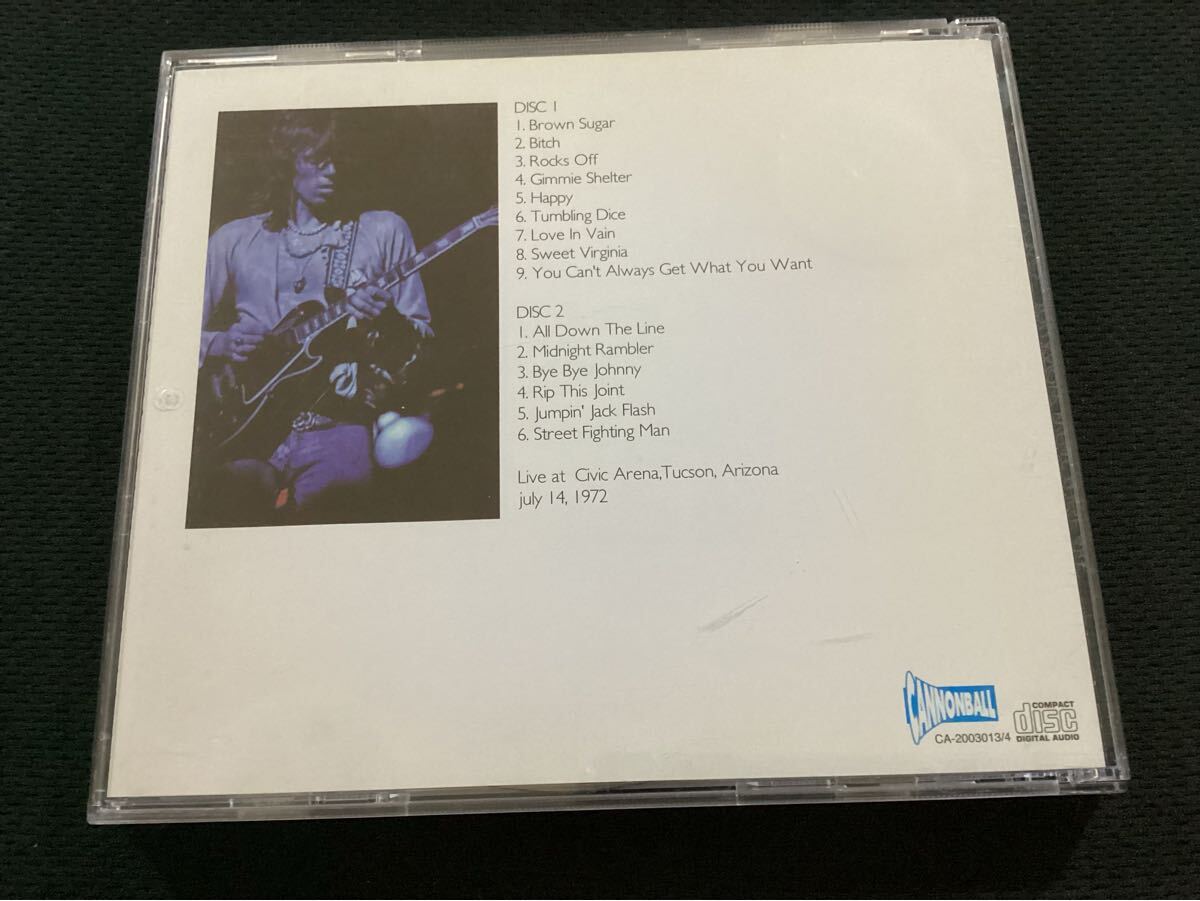 DISC 1
1. Brown Sugar
2. Bitch
3. Rocks Off
4. Gimmie Shelter
5. Happy
6. Tumbling Dice
7. Love In Vain
8. Sweet Virginia
9. You Can't Always Get What You Want
DISC 2
1. All Down The Line
2. Midnight Rambler
3. Bye Bye Johnny
4. Rip This Joint
5. Jumpin' Jack Flash
6. Street Fighting Man
Live at Civic Arena,Tucson, Arizona
july 14, 1972
CANNONBALL
CA-2003013/4
COMPACT
disc
DIGITAL AUDIO